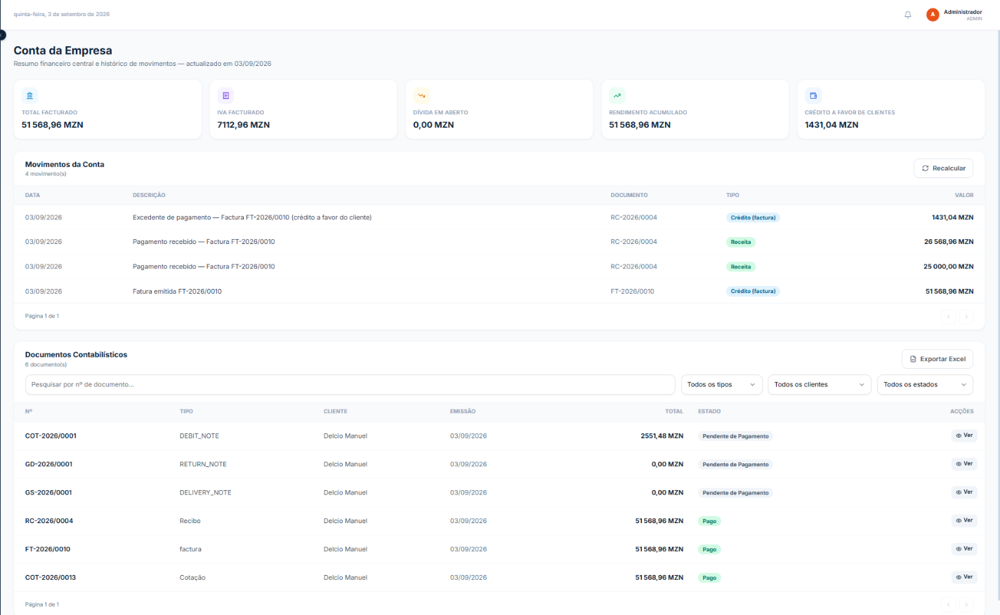 quinta-feira, 3 de setembro de 2026
A
Administrador
ADMIN
Conta da Empresa
Resumo financeiro central e histórico de movimentos — actualizado em 03/09/2026
TOTAL FACTURADO
51 568,96 MZN
IVA FACTURADO
7112,96 MZN
DÍVIDA EM ABERTO
0,00 MZN
RENDIMENTO ACUMULADO
51 568,96 MZN
CRÉDITO A FAVOR DE CLIENTES
1431,04 MZN
Movimentos da Conta
4 movimento(s)
Recalcular
DATA DESCRIÇÃO DOCUMENTO TIPO VALOR
03/09/2026 Excedente de pagamento — Factura FT-2026/0010 (crédito a favor do cliente) RC-2026/0004 Crédito (factura) 1431,04 MZN
03/09/2026 Pagamento recebido — Factura FT-2026/0010 RC-2026/0004 Receita 26 568,96 MZN
03/09/2026 Pagamento recebido — Factura FT-2026/0010 RC-2026/0004 Receita 25 000,00 MZN
03/09/2026 Fatura emitida FT-2026/0010 FT-2026/0010 Crédito (factura) 51 568,96 MZN
Página 1 de 1
Documentos Contabilísticos
6 documento(s)
Exportar Excel
Pesquisar por nº de documento... Todos os tipos Todos os clientes Todos os estados
Nº TIPO CLIENTE EMISSÃO TOTAL ESTADO ACÇÕES
COT-2026/0001 DEBIT_NOTE Delcio Manuel 03/09/2026 2551,48 MZN Pendente de Pagamento Ver
GD-2026/0001 RETURN_NOTE Delcio Manuel 03/09/2026 0,00 MZN Pendente de Pagamento Ver
GS-2026/0001 DELIVERY_NOTE Delcio Manuel 03/09/2026 0,00 MZN Pendente de Pagamento Ver
RC-2026/0004 Recibo Delcio Manuel 03/09/2026 51 568,96 MZN Pago Ver
FT-2026/0010 factura Delcio Manuel 03/09/2026 51 568,96 MZN Pago Ver
COT-2026/0013 Cotação Delcio Manuel 03/09/2026 51 568,96 MZN Pago Ver
Página 1 de 1